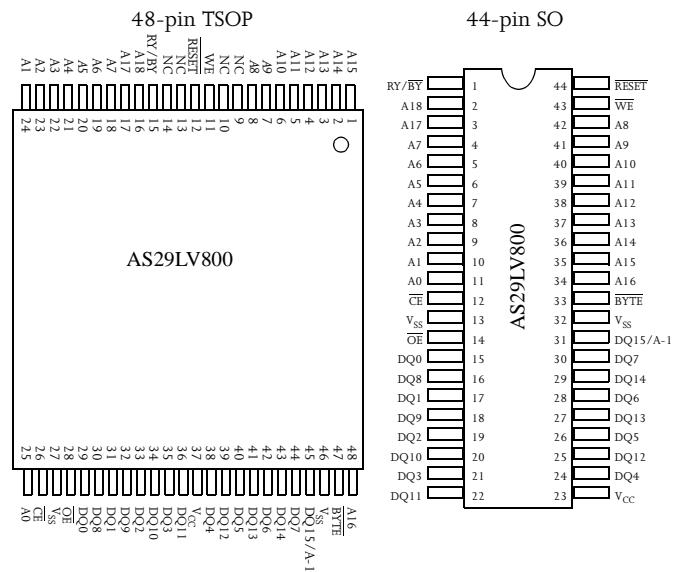 48-pin TSOP
44-pin SO
A1 A2 A3 A4 A5 A6 A7 A17 A18 RY/BY NC NC RESET WE NC NC A8 A9 A10 A11 A12 A13 A14 A15
24 23 22 21 20 19 18 17 16 15 14 13 12 11 10 9 8 7 6 5 4 3 2 1
AS29LV800
25 26 27 28 29 30 31 32 33 34 35 36 37 38 39 40 41 42 43 44 45 46 47 48
A0 CE VSS OE DQ0 DQ8 DQ1 DQ9 DQ2 DQ10 DQ3 DQ11 VCC DQ4 DQ12 DQ5 DQ13 DQ6 DQ14 DQ7 DQ15/A-1 VSS BYTE A16
RY/BY 1 44 RESET
A18 2 43 WE
A17 3 42 A8
A7 4 41 A9
A6 5 40 A10
A5 6 39 A11
A4 7 38 A12
A3 8 37 A13
A2 9 36 A14
A1 10 35 A15
A0 11 34 A16
CE 12 33 BYTE
VSS 13 32 VSS
OE 14 31 DQ15/A-1
DQ0 15 30 DQ7
DQ8 16 29 DQ14
DQ1 17 28 DQ6
DQ9 18 27 DQ13
DQ2 19 26 DQ5
DQ10 20 25 DQ12
DQ3 21 24 DQ4
DQ11 22 23 VCC
AS29LV800